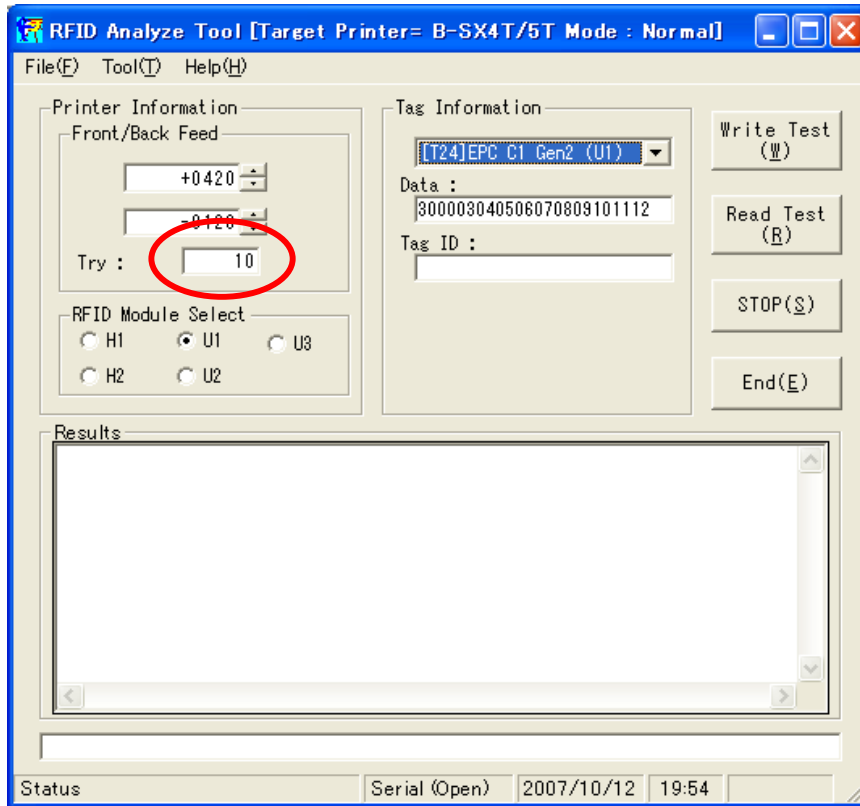 RFID Analyze Tool [Target Printer= B-SX4T/5T Mode : Normal]
File(F) Tool(T) Help(H)
Printer Information
Front/Back Feed
+0420
-0120
Try : 10
RFID Module Select
H1 U1 U3
H2 U2
Tag Information
[T24]EPC C1 Gen2 (U1)
Data :
300003040506070809101112
Tag ID :
Write Test
(W)
Read Test
(R)
STOP(S)
End(E)
Results
Status Serial (Open) 2007/10/12 19:54